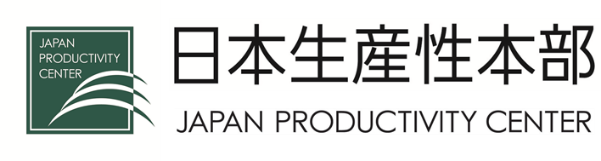 JAPAN
PRODUCTIVITY
CENTER
日本生産性本部
JAPAN PRODUCTIVITY CENTER